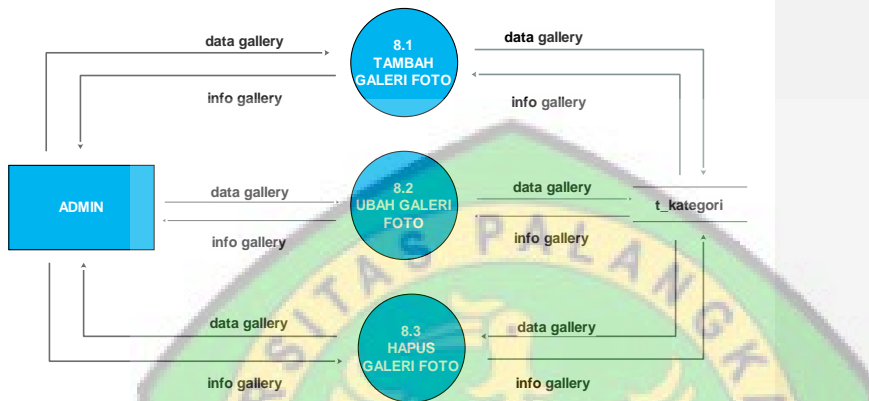 data gallery
8.1
TAMBAH
GALERI FOTO
data gallery
info gallery
info gallery
ADMIN
data gallery
8.2
UBAH GALERI
FOTO
data gallery
t_kategori
info gallery
info gallery
data gallery
8.3
HAPUS
GALERI FOTO
data gallery
info gallery
info gallery
RSITAS PALANGK